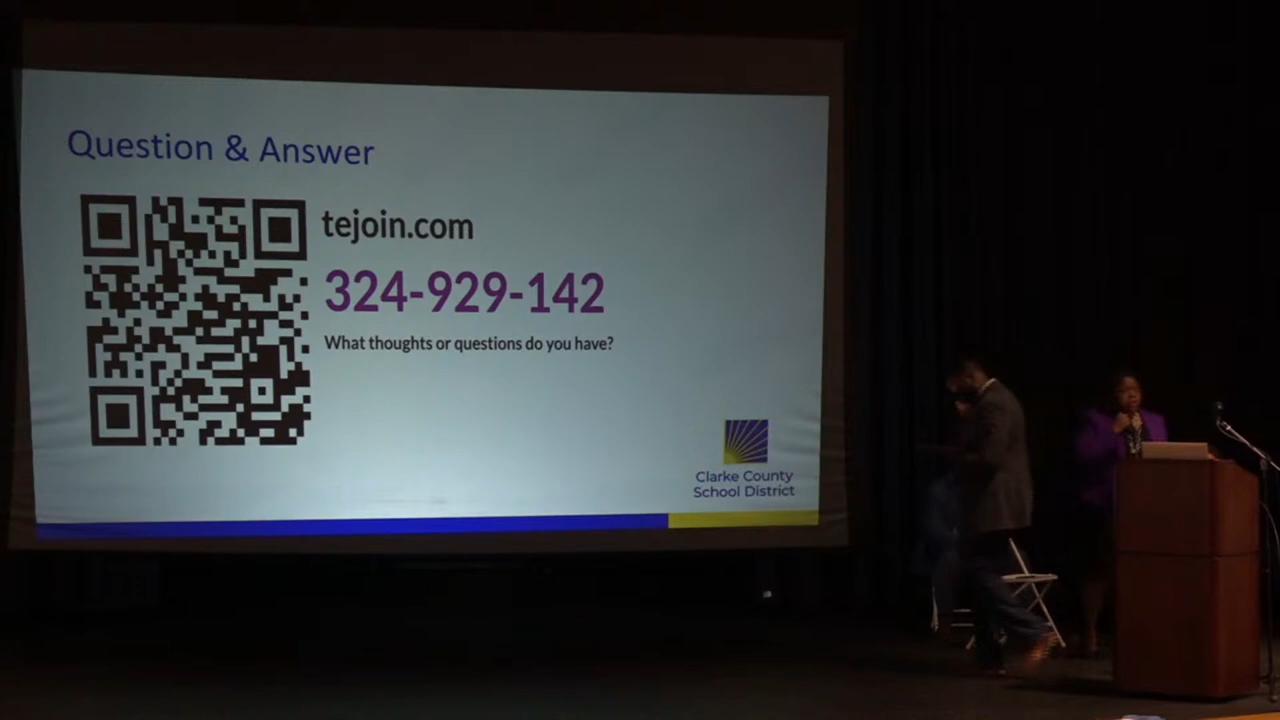 Question & Answer
tejoin.com
324-929-142
What thoughts or questions do you have?
Clarke County
School District